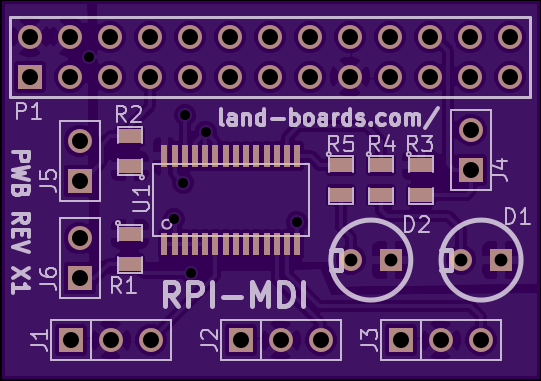 P1
R2
land-boards.com/
R5 R4 R3
J4
J5
U1
PWB REV X1
D2
D1
J6
R1
RPI-MDI
J1
J2
J3